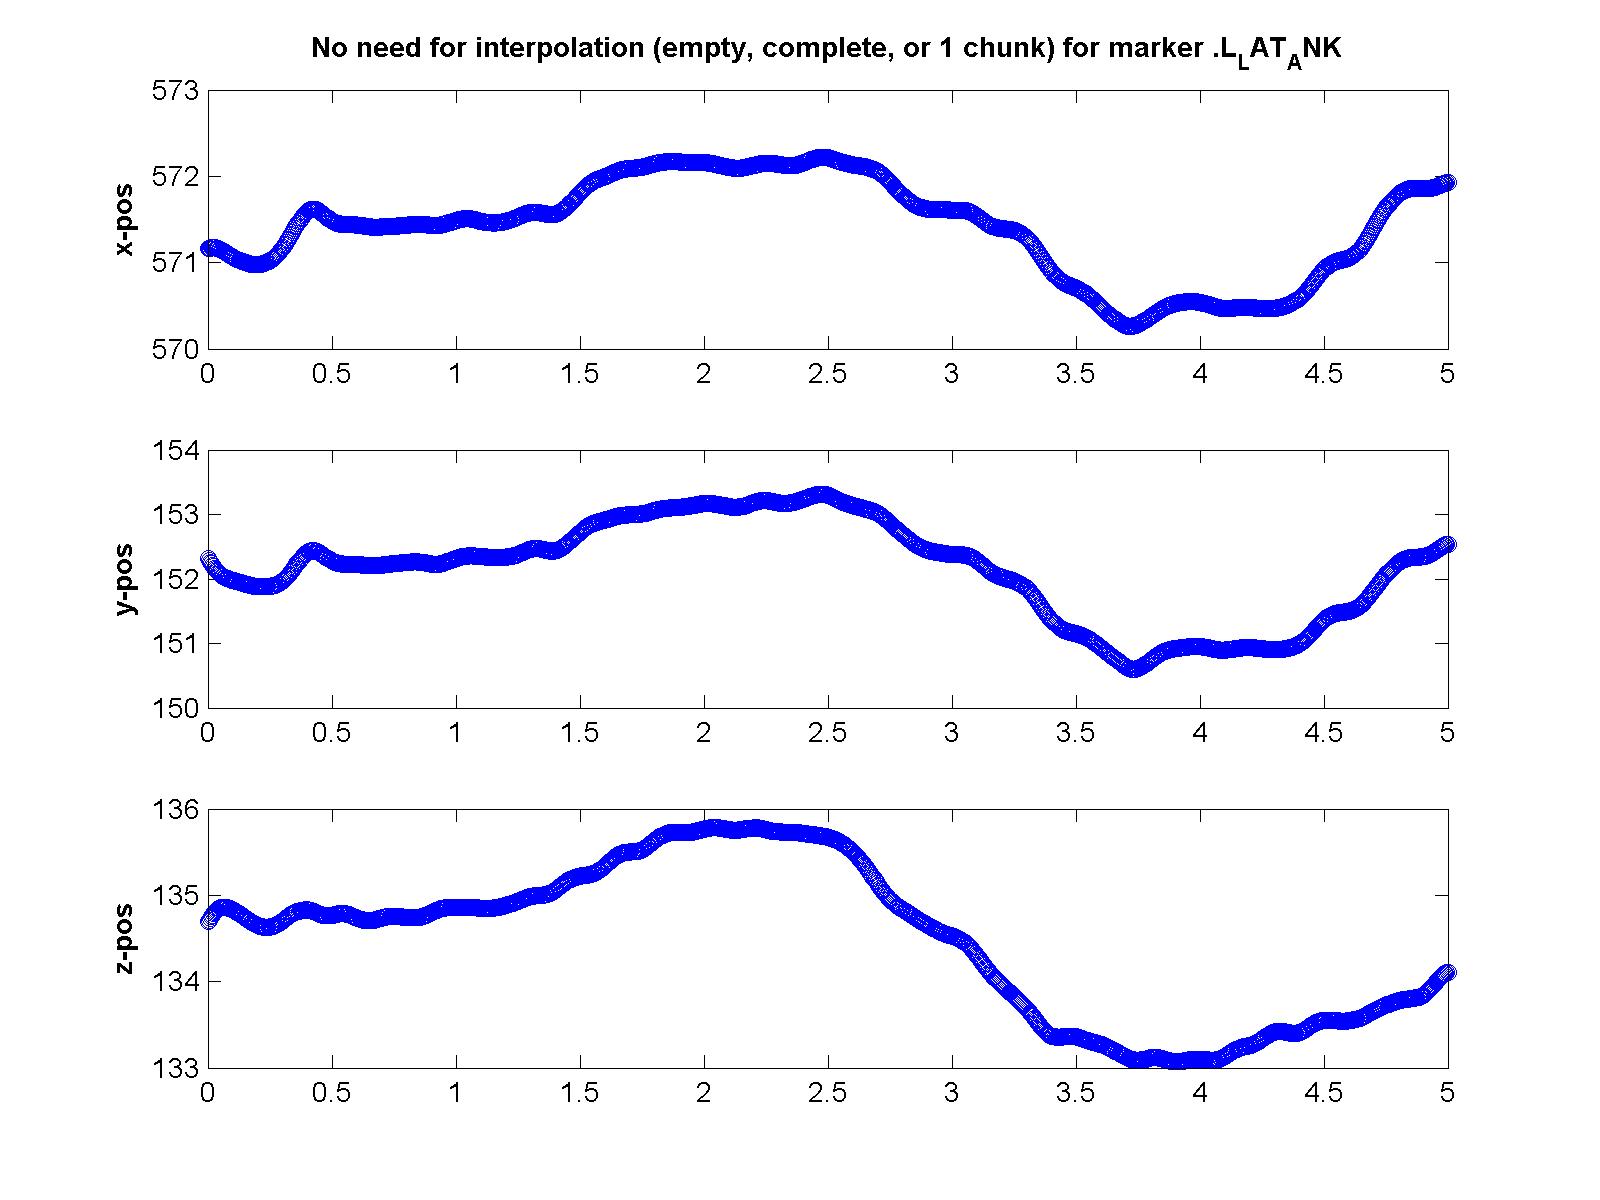 No need for interpolation (empty, complete, or 1 chunk) for marker .L_LAT_ANK
573
572
571
570
x-pos
0 0.5 1 1.5 2 2.5 3 3.5 4 4.5 5
154
153
152
151
150
y-pos
0 0.5 1 1.5 2 2.5 3 3.5 4 4.5 5
136
135
134
133
z-pos
0 0.5 1 1.5 2 2.5 3 3.5 4 4.5 5